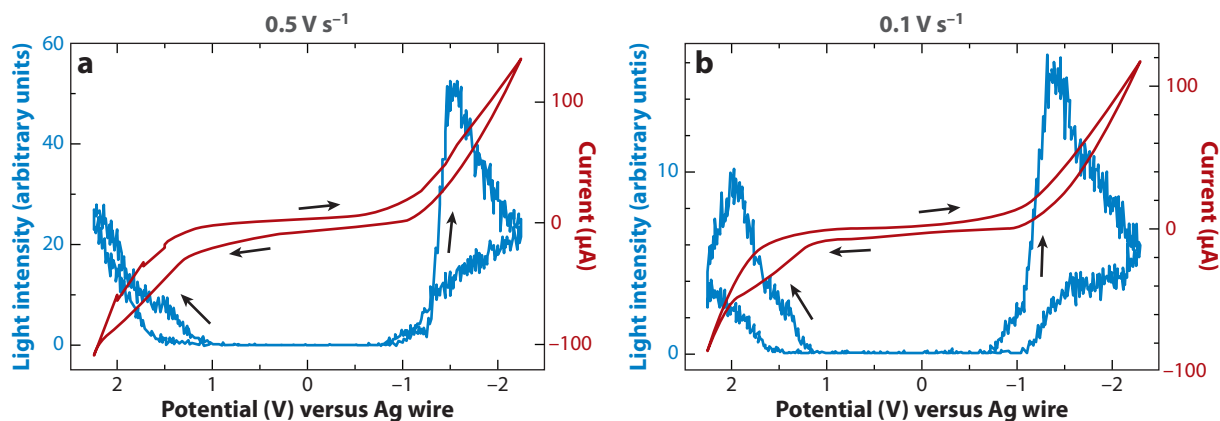 0.5 V s⁻¹
a
Light intensity (arbitrary units)
60
40
20
0
100
0
−100
Current (µA)
2
1
0
−1
−2
Potential (V) versus Ag wire
0.1 V s⁻¹
b
Light intensity (arbitrary untis)
10
0
100
0
−100
Current (µA)
2
1
0
−1
−2
Potential (V) versus Ag wire